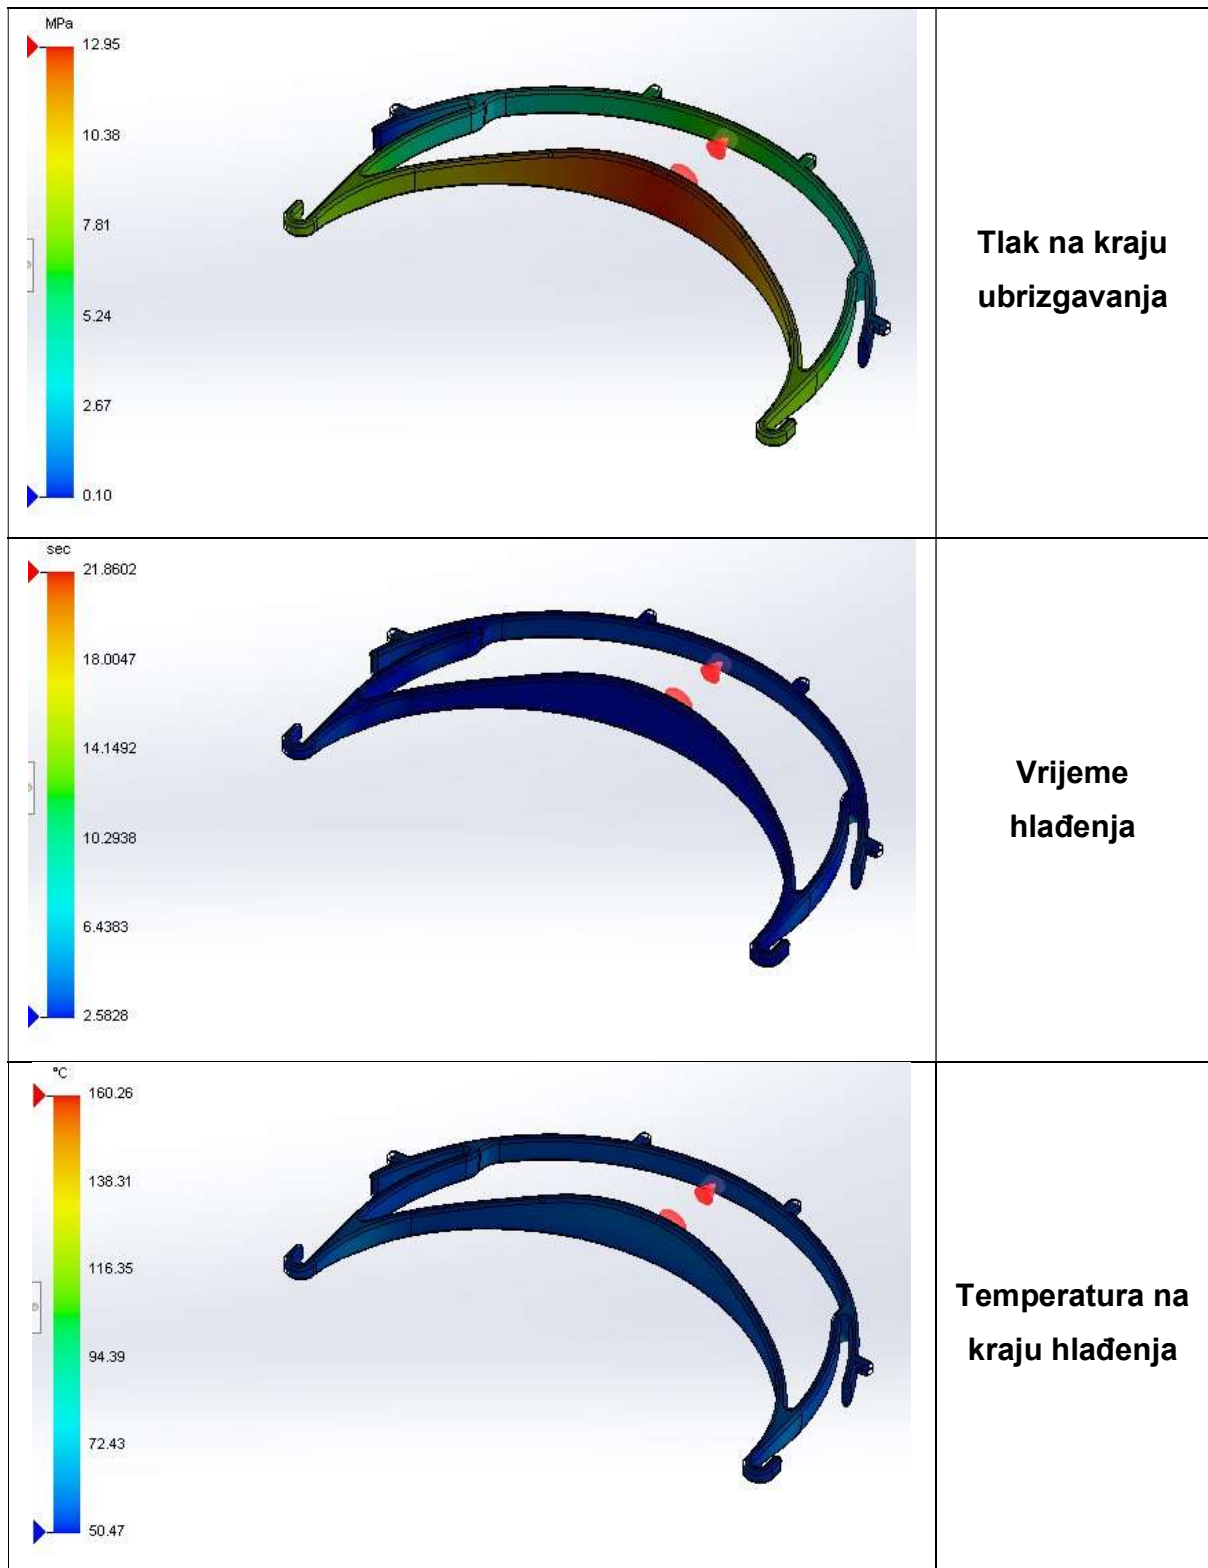 MPa
12.95
10.38
7.81
5.24
2.67
0.10
Tlak na kraju
ubrizgavanja
sec
21.8602
18.0047
14.1492
10.2938
6.4383
2.5828
Vrijeme
hlađenja
°C
160.26
138.31
116.35
94.39
72.43
50.47
Temperatura na
kraju hlađenja